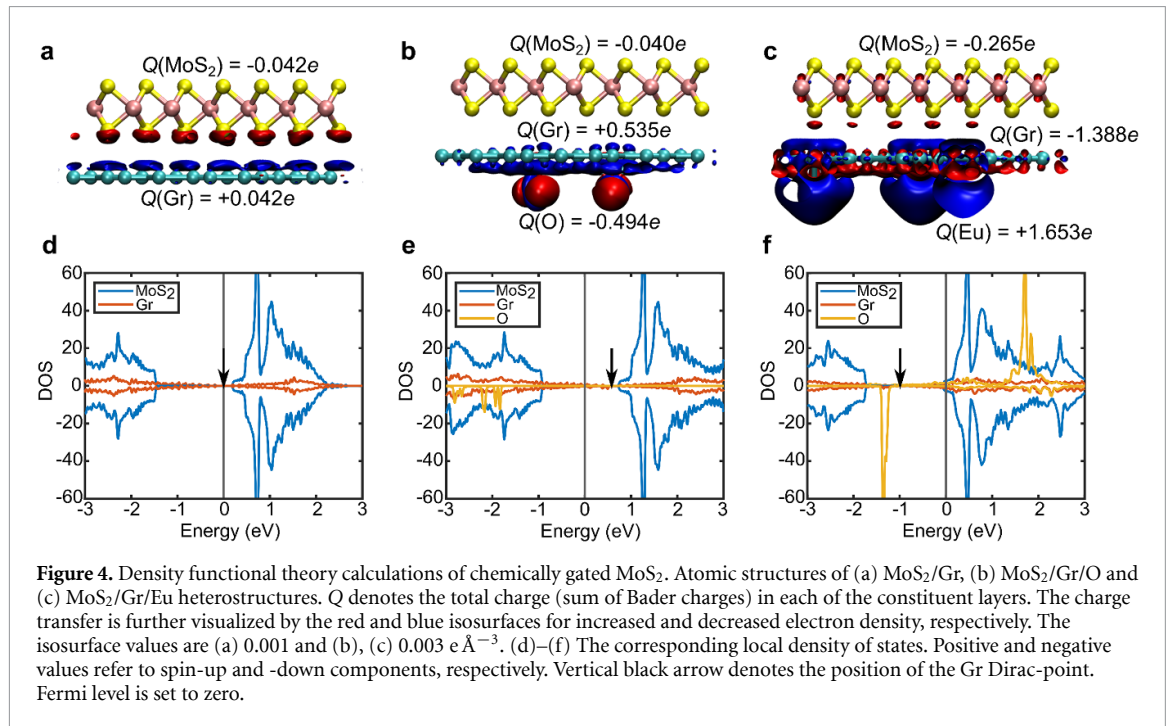 a
Q(MoS2) = -0.042e
Q(Gr) = +0.042e
b
Q(MoS2) = -0.040e
Q(Gr) = +0.535e
Q(O) = -0.494e
c
Q(MoS2) = -0.265e
Q(Gr) = -1.388e
Q(Eu) = +1.653e
d
60
40
20
0
-20
-40
-60
DOS
MoS2
Gr
-3 -2 -1 0 1 2 3
Energy (eV)
e
60
40
20
0
-20
-40
-60
DOS
MoS2
Gr
O
-3 -2 -1 0 1 2 3
Energy (eV)
f
60
40
20
0
-20
-40
-60
DOS
MoS2
Gr
O
-3 -2 -1 0 1 2 3
Energy (eV)
Figure 4. Density functional theory calculations of chemically gated MoS2. Atomic structures of (a) MoS2/Gr, (b) MoS2/Gr/O and
(c) MoS2/Gr/Eu heterostructures. Q denotes the total charge (sum of Bader charges) in each of the constituent layers. The charge
transfer is further visualized by the red and blue isosurfaces for increased and decreased electron density, respectively. The
isosurface values are (a) 0.001 and (b), (c) 0.003 e Å−3. (d)–(f) The corresponding local density of states. Positive and negative
values refer to spin-up and -down components, respectively. Vertical black arrow denotes the position of the Gr Dirac-point.
Fermi level is set to zero.